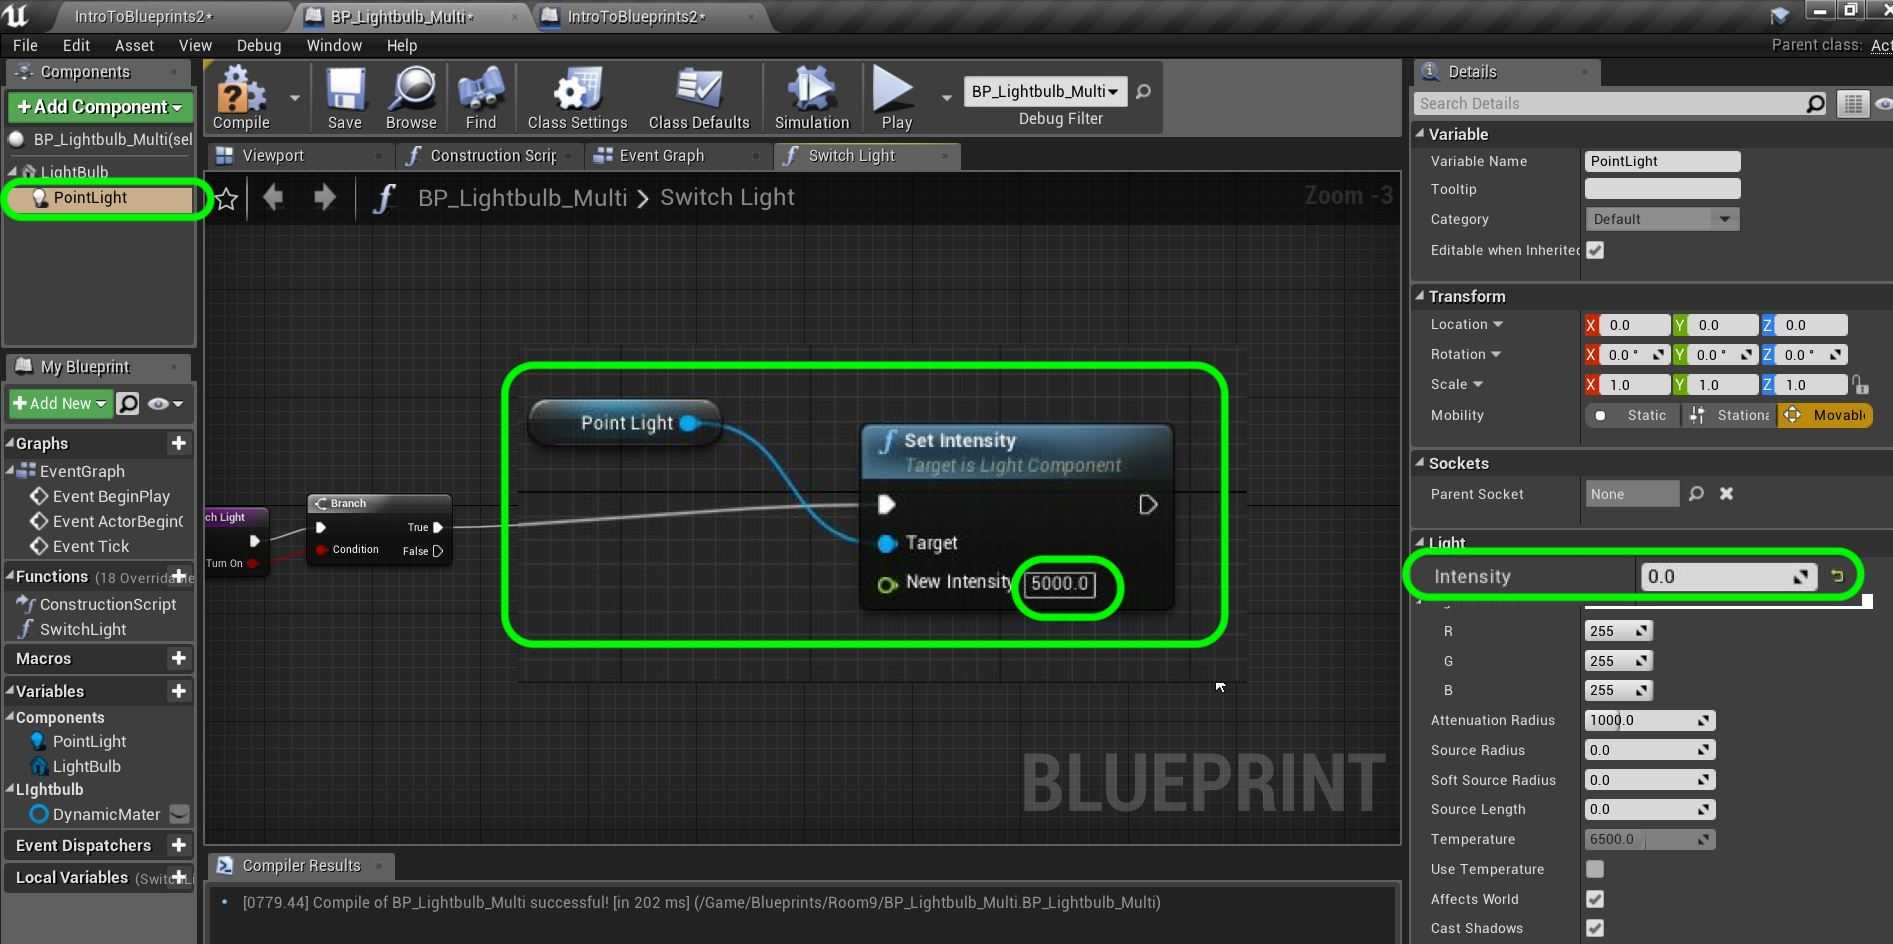 IntroToBlueprints2*
BP_Lightbulb_Multi*
IntroToBlueprints2*
File Edit Asset View Debug Window Help
Parent class: Act
Components
+Add Component
BP_Lightbulb_Multi(sel
LightBulb
PointLight
Compile
Save
Browse
Find
Class Settings
Class Defaults
Simulation
Play
BP_Lightbulb_Multi
Debug Filter
Viewport
Construction Scrip
Event Graph
Switch Light
BP_Lightbulb_Multi > Switch Light
Zoom -3
My Blueprint
+Add New
Graphs
EventGraph
Event BeginPlay
Event ActorBeginO
Event Tick
Functions (18 Overridable
ConstructionScript
SwitchLight
Macros
Variables
Components
PointLight
LightBulb
LIghtbulb
DynamicMater
Event Dispatchers
Local Variables (SwitchLi
ch Light
Turn On
Branch
True
Condition
False
Point Light
Set Intensity
Target is Light Component
Target
New Intensity 5000.0
BLUEPRINT
Compiler Results
[0779.44] Compile of BP_Lightbulb_Multi successful! [in 202 ms] (/Game/Blueprints/Room9/BP_Lightbulb_Multi.BP_Lightbulb_Multi)
Details
Search Details
Variable
Variable Name PointLight
Tooltip
Category Default
Editable when Inherited
Transform
Location X 0.0 Y 0.0 Z 0.0
Rotation X 0.0 ° Y 0.0 ° Z 0.0 °
Scale X 1.0 Y 1.0 Z 1.0
Mobility Static Stationa Movable
Sockets
Parent Socket None
Light
Intensity 0.0
R 255
G 255
B 255
Attenuation Radius 1000.0
Source Radius 0.0
Soft Source Radius 0.0
Source Length 0.0
Temperature 6500.0
Use Temperature
Affects World
Cast Shadows